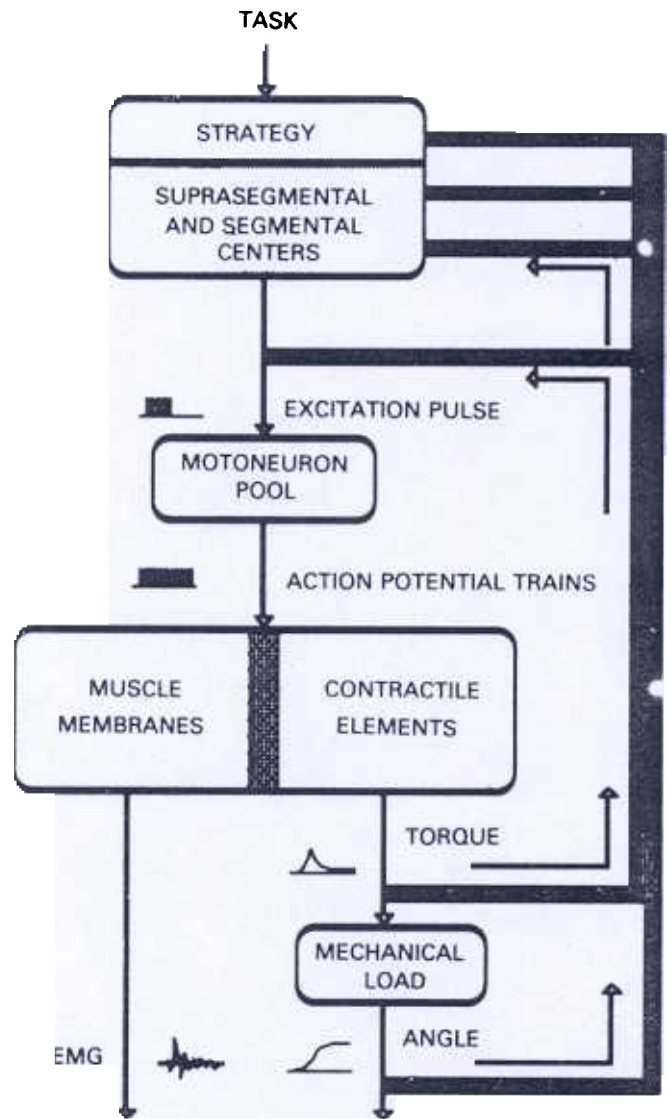 TASK
STRATEGY
SUPRASEGMENTAL
AND SEGMENTAL
CENTERS
EXCITATION PULSE
MOTONEURON
POOL
ACTION POTENTIAL TRAINS
MUSCLE
MEMBRANES
CONTRACTILE
ELEMENTS
TORQUE
MECHANICAL
LOAD
ANGLE
EMG